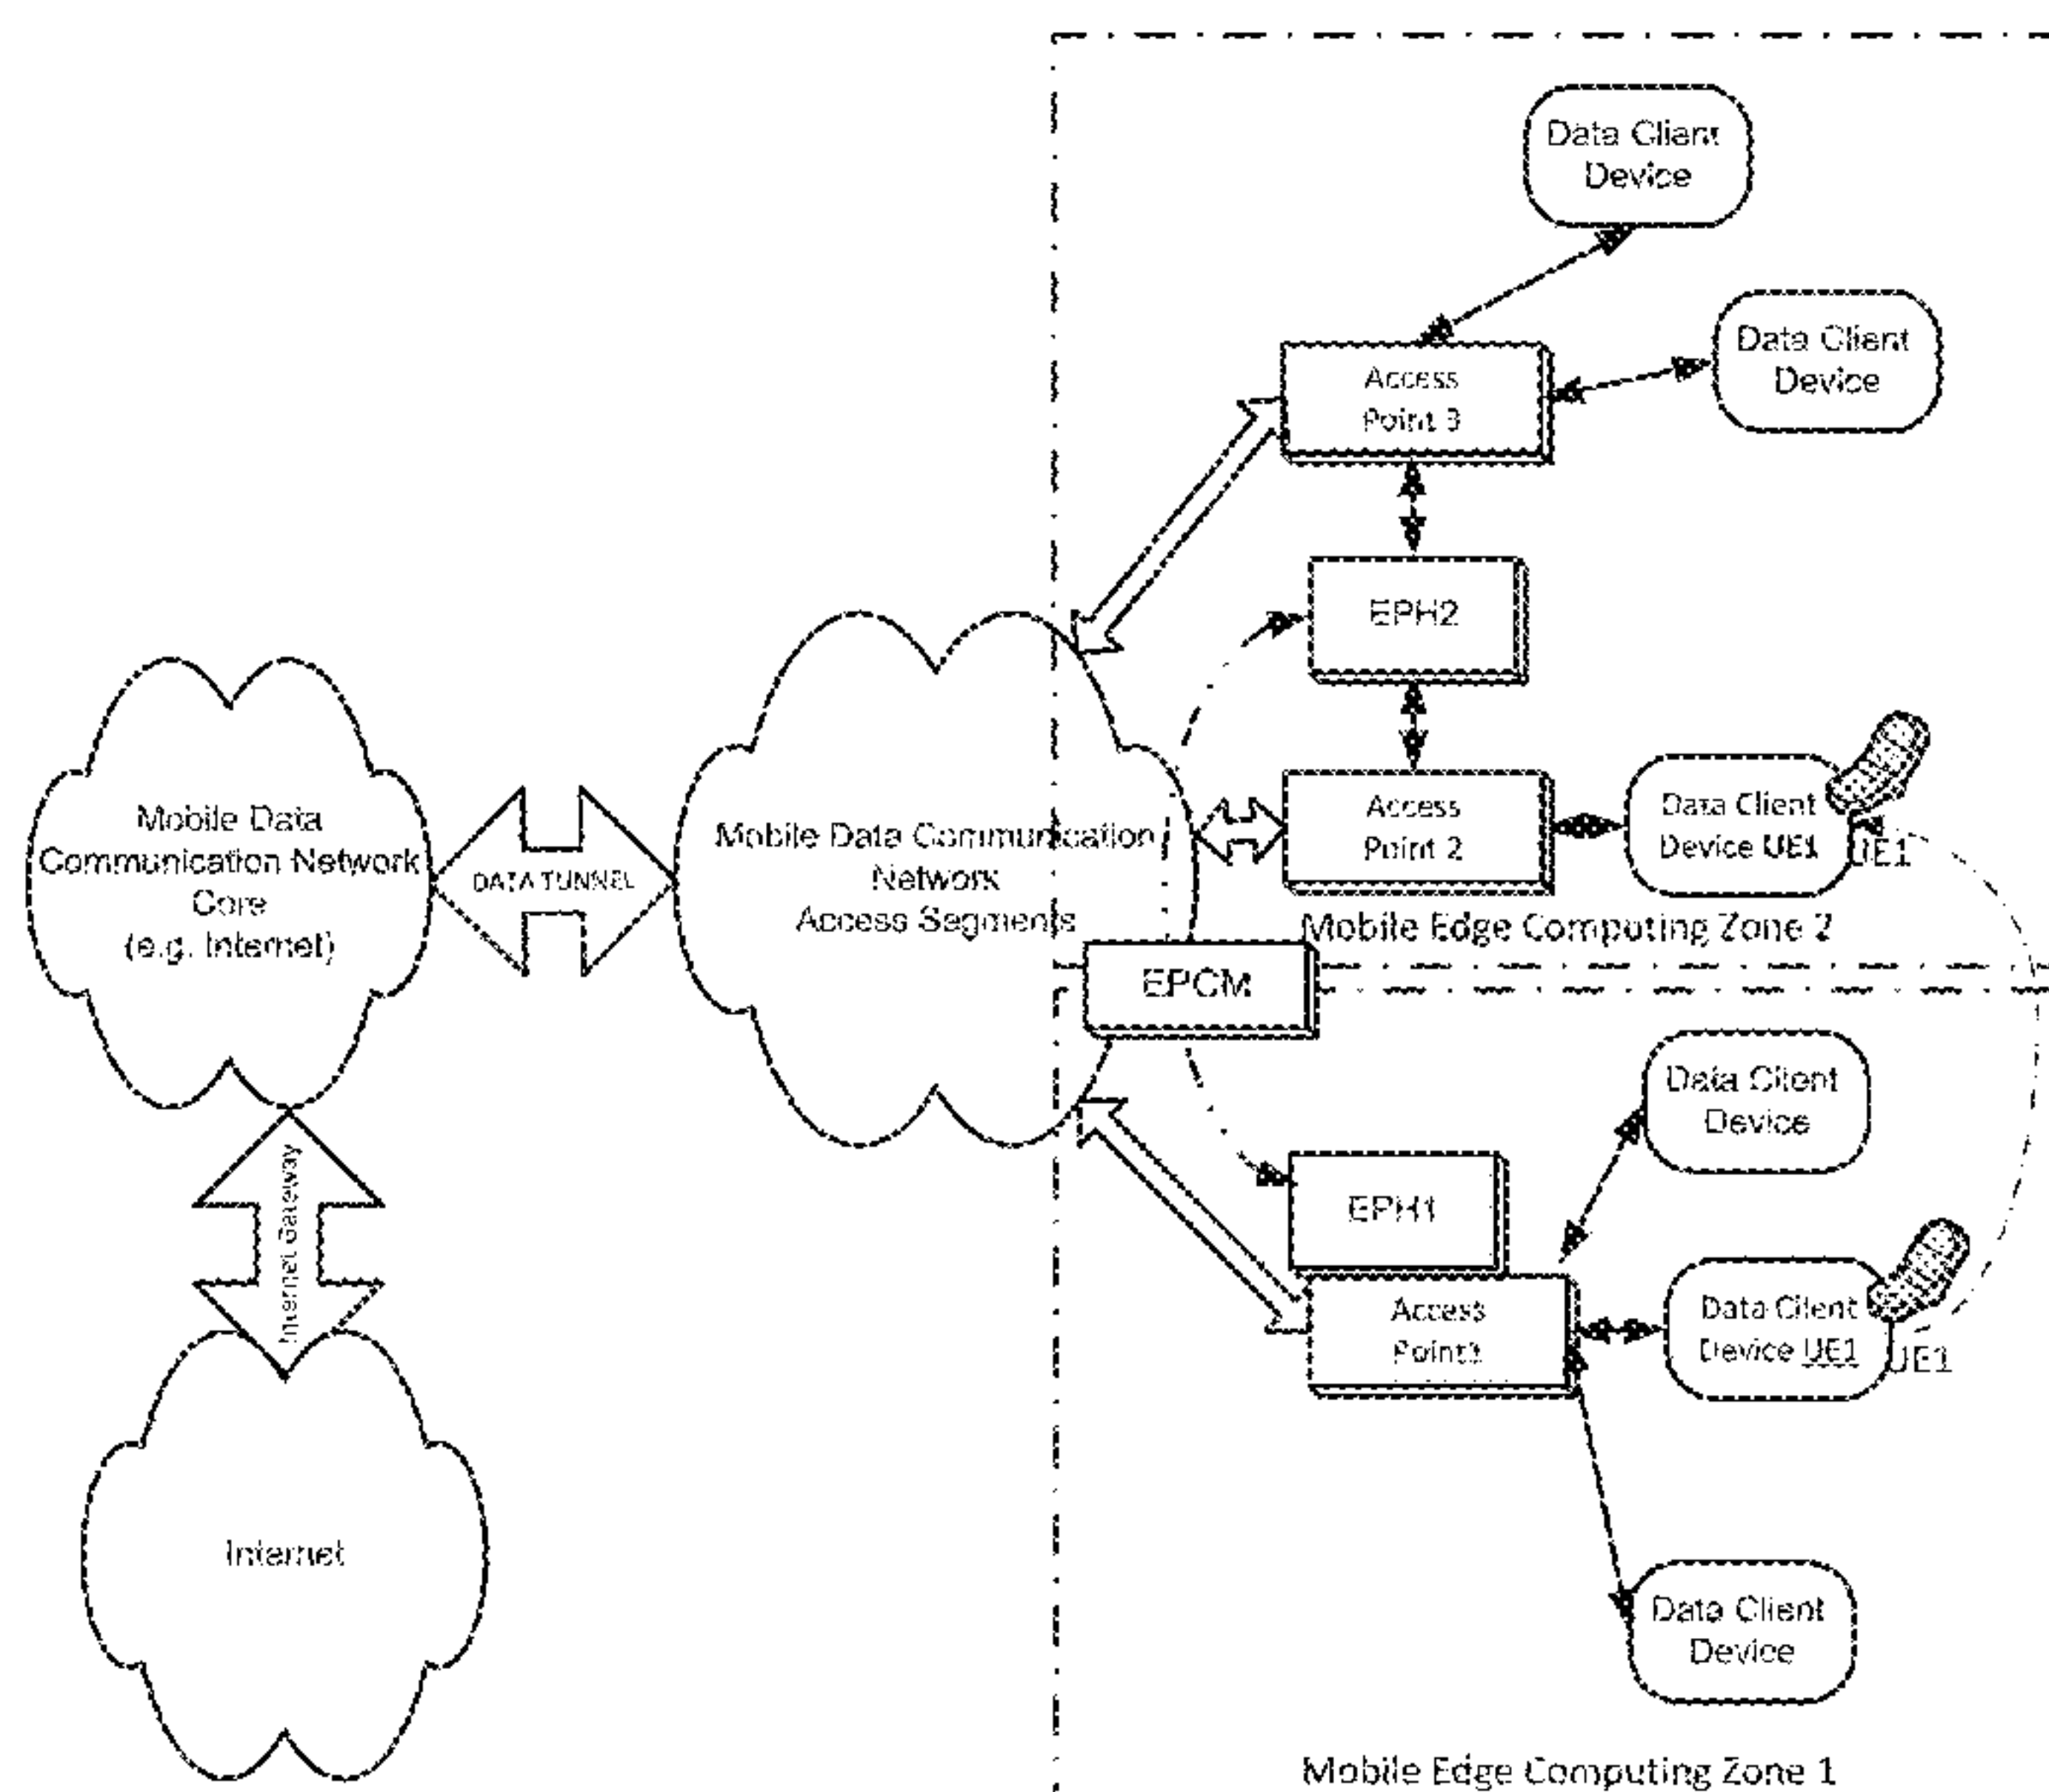 Data Client
Device
Data Client
Device
Access
Point 3
EPH2
Access
Point 2
Data Client
Device UE1
UE1
Mobile Edge Computing Zone 2
Mobile Data
Communication Network
Core
(e.g. Internet)
DATA TUNNEL
Mobile Data Communication
Network
Access Segments
EPCM
Data Client
Device
Internet Gateway
EPH1
Access
Point1
Data Client
Device UE1
UE1
Internet
Data Client
Device
Mobile Edge Computing Zone 1